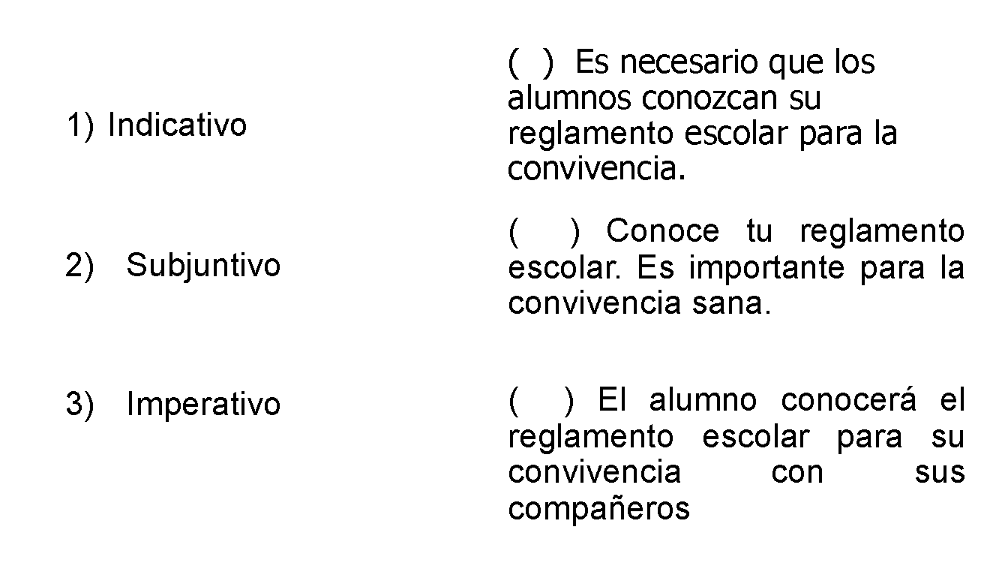 1) Indicativo
( ) Es necesario que los
alumnos conozcan su
reglamento escolar para la
convivencia.
2) Subjuntivo
( ) Conoce tu reglamento
escolar. Es importante para la
convivencia sana.
3) Imperativo
( ) El alumno conocerá el
reglamento escolar para su
convivencia con sus
compañeros